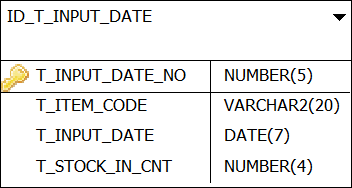 ID_T_INPUT_DATE
T_INPUT_DATE_NO NUMBER(5)
T_ITEM_CODE VARCHAR2(20)
T_INPUT_DATE DATE(7)
T_STOCK_IN_CNT NUMBER(4)